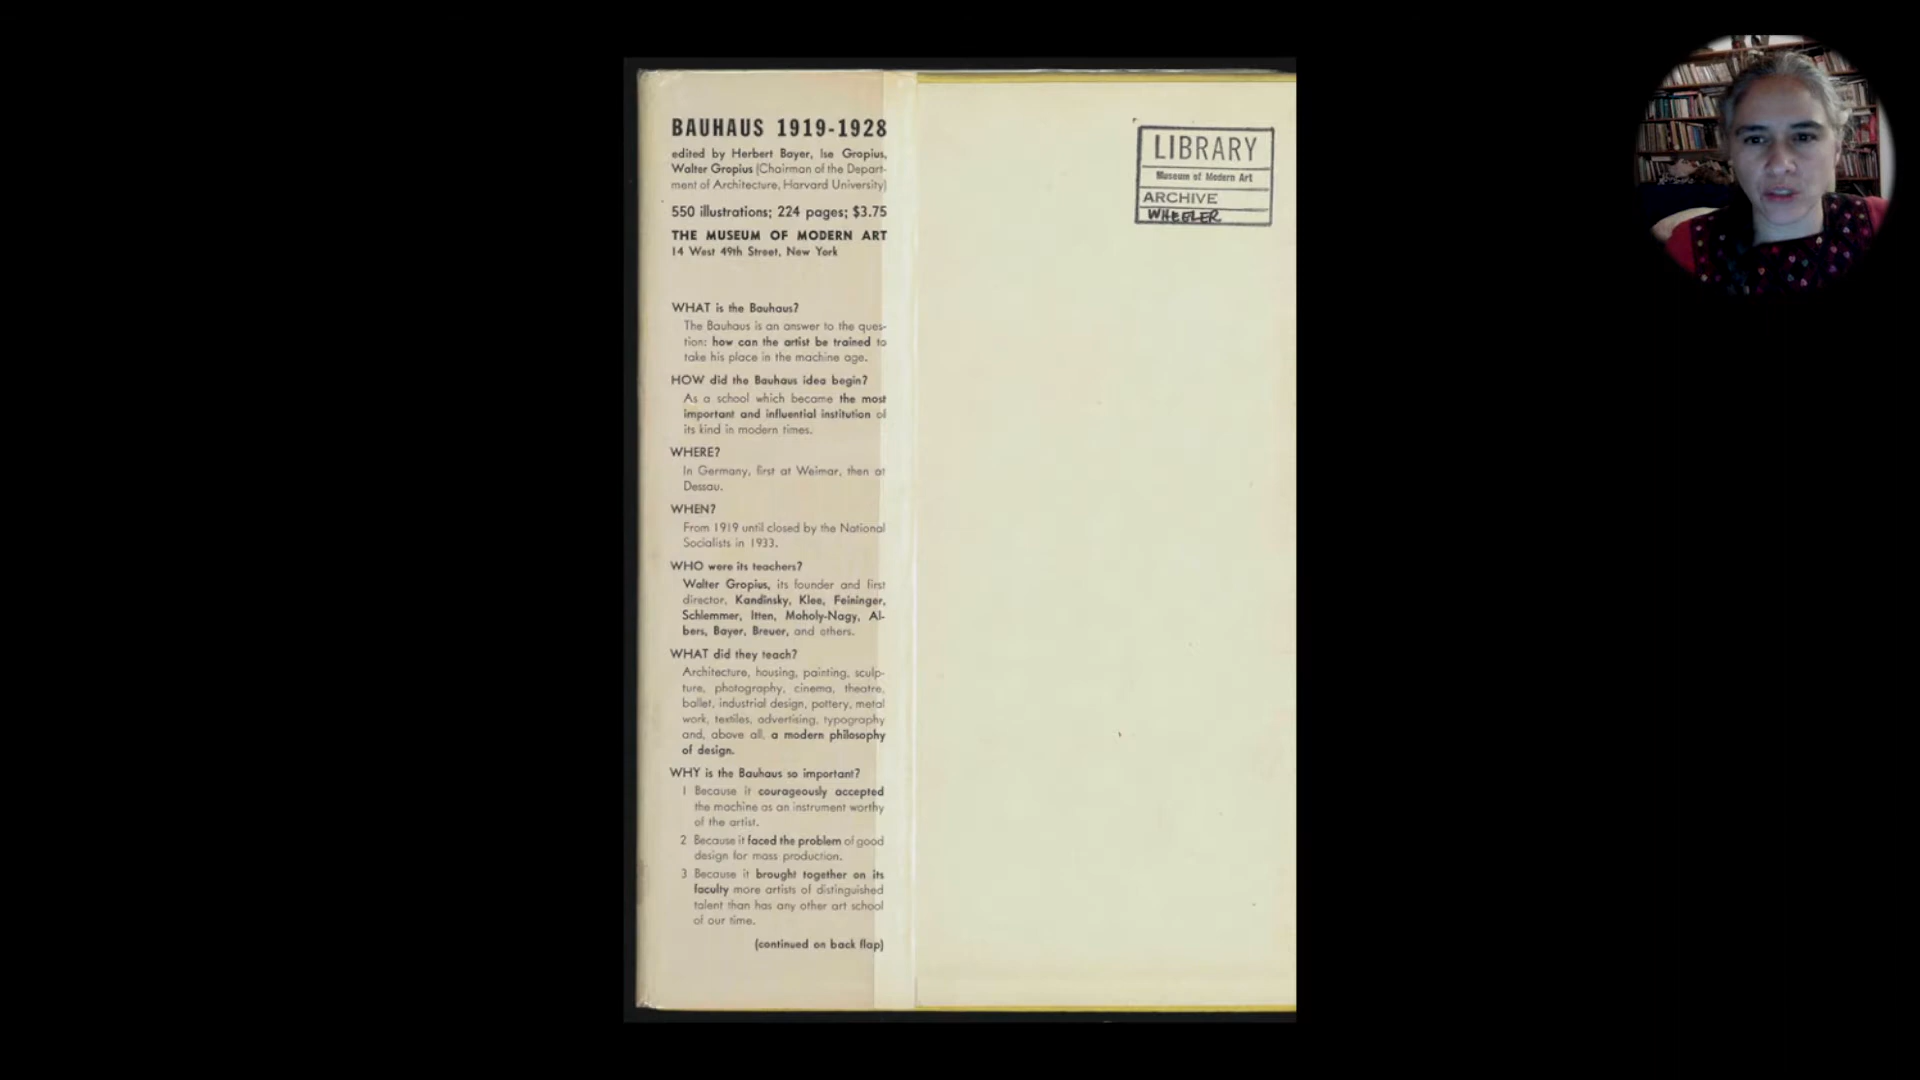 BAUHAUS 1919-1928
edited by Herbert Bayer, Ise Gropius,
Walter Gropius (Chairman of the Depart-
ment of Architecture, Harvard University)
550 illustrations; 224 pages; $3.75
THE MUSEUM OF MODERN ART
14 West 49th Street, New York
WHAT is the Bauhaus?
The Bauhaus is an answer to the ques-
tion: how can the artist be trained to
take his place in the machine age.
HOW did the Bauhaus idea begin?
As a school which became the most
important and influential institution of
its kind in modern times.
WHERE?
In Germany, first at Weimar, then at
Dessau.
WHEN?
From 1919 until closed by the National
Socialists in 1933.
WHO were its teachers?
Walter Gropius, its founder and first
director, Kandinsky, Klee, Feininger,
Schlemmer, Itten, Moholy-Nagy, Al-
bers, Bayer, Breuer, and others.
WHAT did they teach?
Architecture, housing, painting, sculp-
ture, photography, cinema, theatre,
ballet, industrial design, pottery, metal
work, textiles, advertising, typography
and, above all, a modern philosophy
of design.
WHY is the Bauhaus so important?
1 Because it courageously accepted
the machine as an instrument worthy
of the artist.
2 Because it faced the problem of good
design for mass production.
3 Because it brought together on its
faculty more artists of distinguished
talent than has any other art school
of our time.
(continued on back flap)
LIBRARY
Museum of Modern Art
ARCHIVE
WHEELER